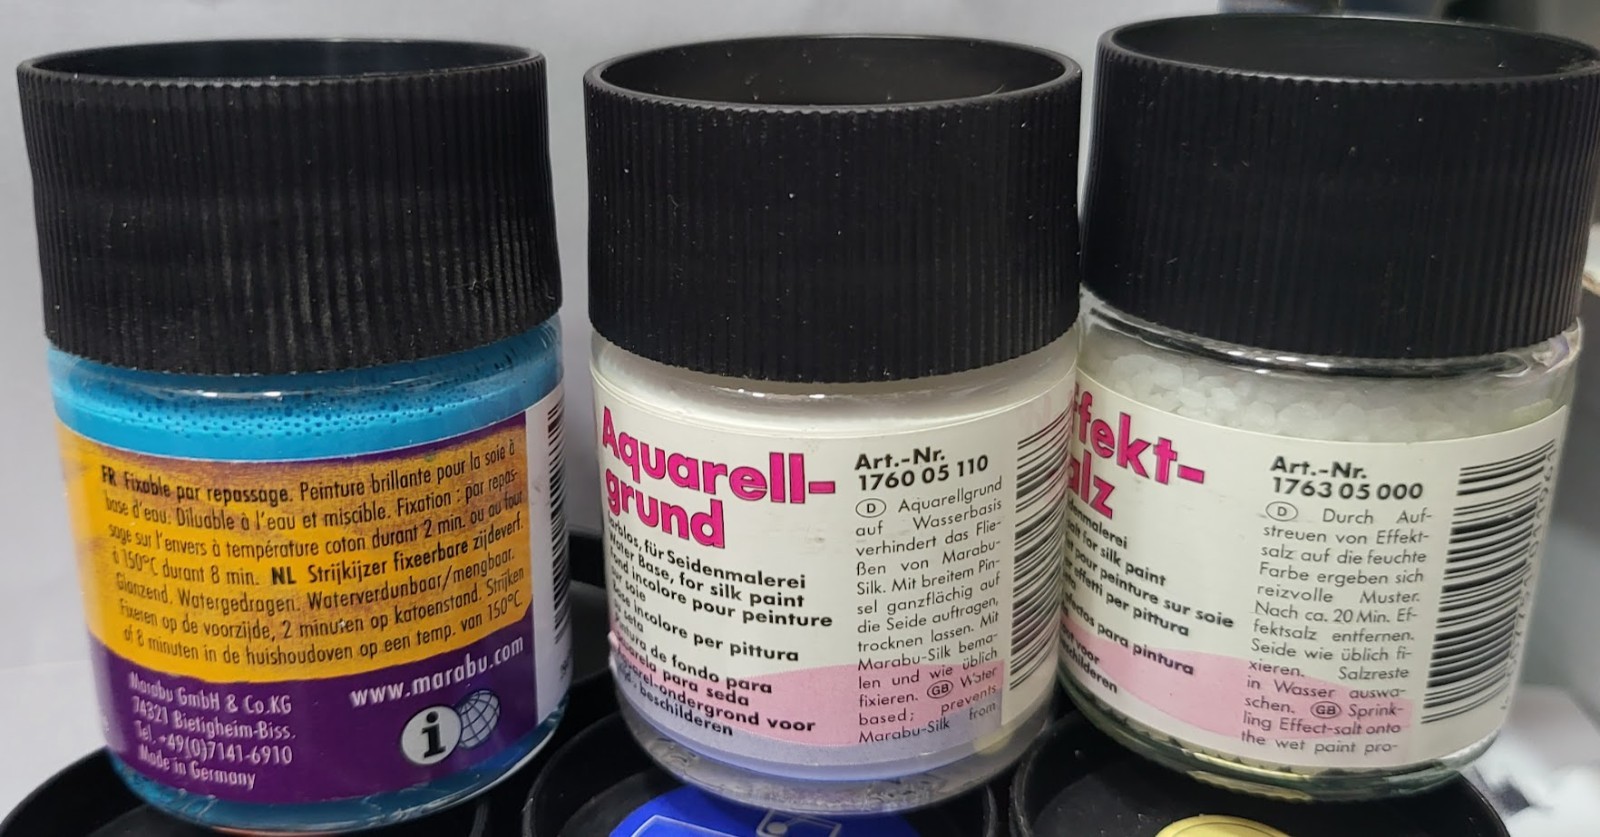 FR Fixable par repassage. Peinture brillante pour la soie à
base d'eau. Diluable à l'eau et miscible. Fixation : par repas-
sage sur l'envers à température coton durant 2 min. ou au four
à 150°C durant 8 min. NL Strijkijzer fixeerbare zijdeverf.
Glanzend. Watergedragen. Waterverdunbaar/mengbaar.
Fixeren op de voorzijde, 2 minuten op katoenstand. Strijken
of 8 minuten in de huishoudoven op een temp. van 150°C
Marabu GmbH & Co.KG
74321 Bietigheim-Biss.
Tel. +49(0)7141-6910
Made in Germany
www.marabu.com
i
Aquarell-
grund
farblos, für Seidenmalerei
Water Base, for silk paint
fond incolore pour peinture
sur soie
base incolore per pittura
seta
pintura de fondo para
acuarela para seda
Aquarel-ondergrond voor
beschilderen
Art.-Nr.
1760 05 110
D Aquarellgrund
auf Wasserbasis
verhindert das Flie-
ßen von Marabu-
Silk. Mit breitem Pin-
sel ganzflächig auf
die Seide auftragen,
trocknen lassen. Mit
Marabu-Silk bema-
len und wie üblich
fixieren. GB Water
based; prevents
Marabu-Silk from
ffekt-
alz
denmalerei
Salt for silk paint
pour peinture sur soie
effetti per pittura
efectos para pintura
voor
schilderen
Art.-Nr.
1763 05 000
D Durch Auf-
streuen von Effekt-
salz auf die feuchte
Farbe ergeben sich
reizvolle Muster.
Nach ca. 20 Min. Ef-
fektsalz entfernen.
Seide wie üblich fi-
xieren. Salzreste
in Wasser auswa-
schen. GB Sprink-
ling Effect-salt onto
the wet paint pro-